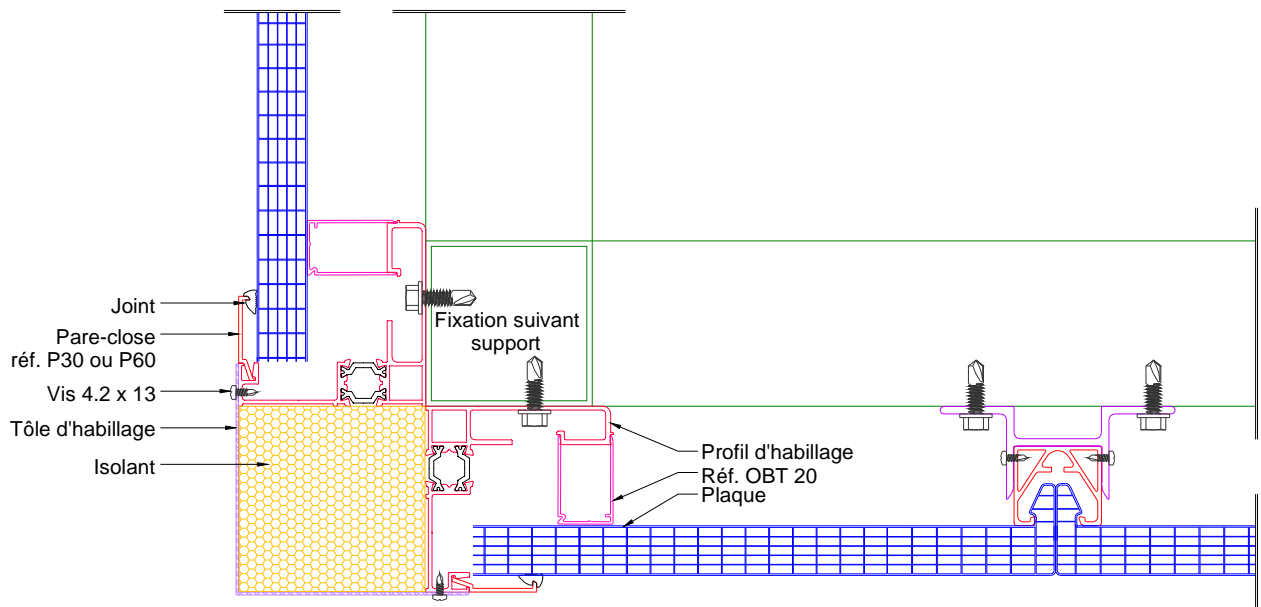 Joint
Pare-close
réf. P30 ou P60
Vis 4.2 x 13
Tôle d'habillage
Isolant
Fixation suivant
support
Profil d'habillage
Réf. OBT 20
Plaque